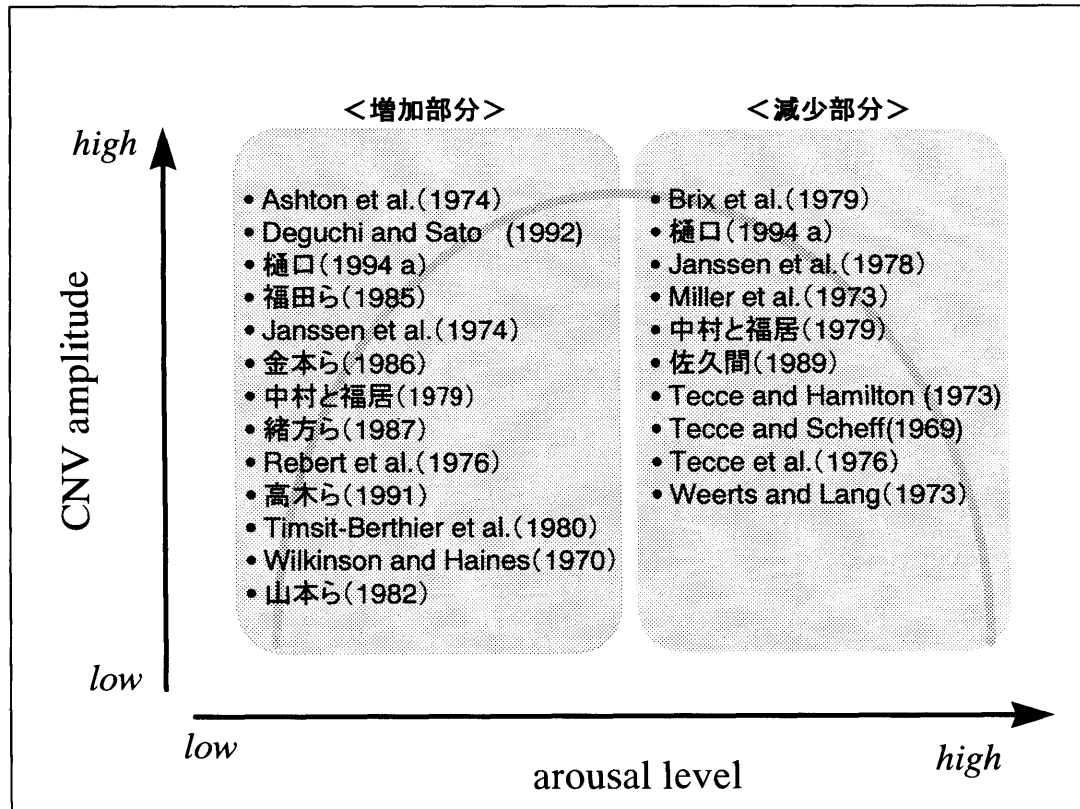 <増加部分>
<減少部分>
high
CNV amplitude
low
• Ashton et al.(1974)
• Deguchi and Sato (1992)
• 樋口(1994 a)
• 福田ら(1985)
• Janssen et al.(1974)
• 金本ら(1986)
• 中村と福居(1979)
• 緒方ら(1987)
• Rebert et al.(1976)
• 高木ら(1991)
• Timsit-Berthier et al.(1980)
• Wilkinson and Haines(1970)
• 山本ら(1982)
• Brix et al.(1979)
• 樋口(1994 a)
• Janssen et al.(1978)
• Miller et al.(1973)
• 中村と福居(1979)
• 佐久間(1989)
• Tecce and Hamilton (1973)
• Tecce and Scheff(1969)
• Tecce et al.(1976)
• Weerts and Lang(1973)
low
high
arousal level